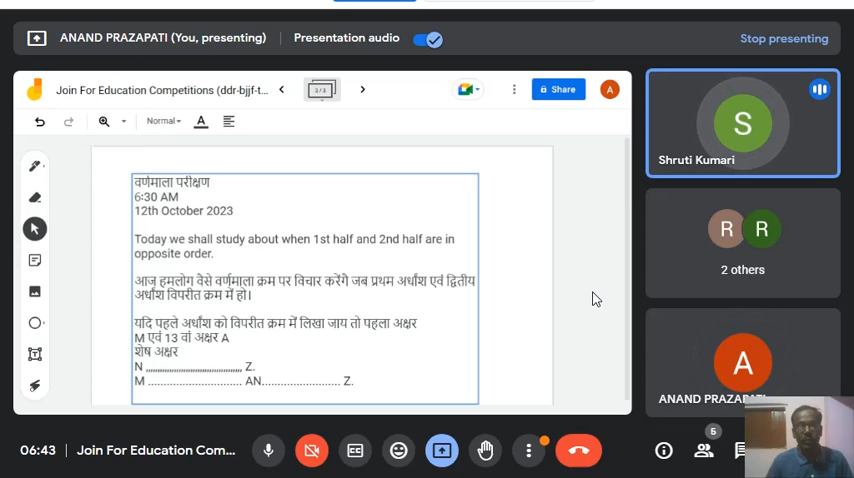 ANAND PRAZAPATI (You, presenting)
Presentation audio
Stop presenting
Join For Education Competitions (ddr-bjjf-t...
3/3
Share
A
Normal
A
वर्णमाला परीक्षण
6:30 AM
12th October 2023
Today we shall study about when 1st half and 2nd half are in
opposite order.
आज हमलोग वैसे वर्णमाला क्रम पर विचार करेंगे जब प्रथम अर्धांश एवं द्वितीय
अर्धांश विपरीत क्रम में हो।
यदि पहले अर्धांश को विपरीत क्रम में लिखा जाय तो पहला अक्षर
M एवं 13 वां अक्षर A
शेष अक्षर
N ,,,,,,,,,,,,,,,,,,,,,,,,,,,,,,,,,,,,,,, Z.
M ............................ AN........................ Z.
S
Shruti Kumari
R
R
2 others
A
ANAND PRAZAPATI
06:43
Join For Education Com...
5